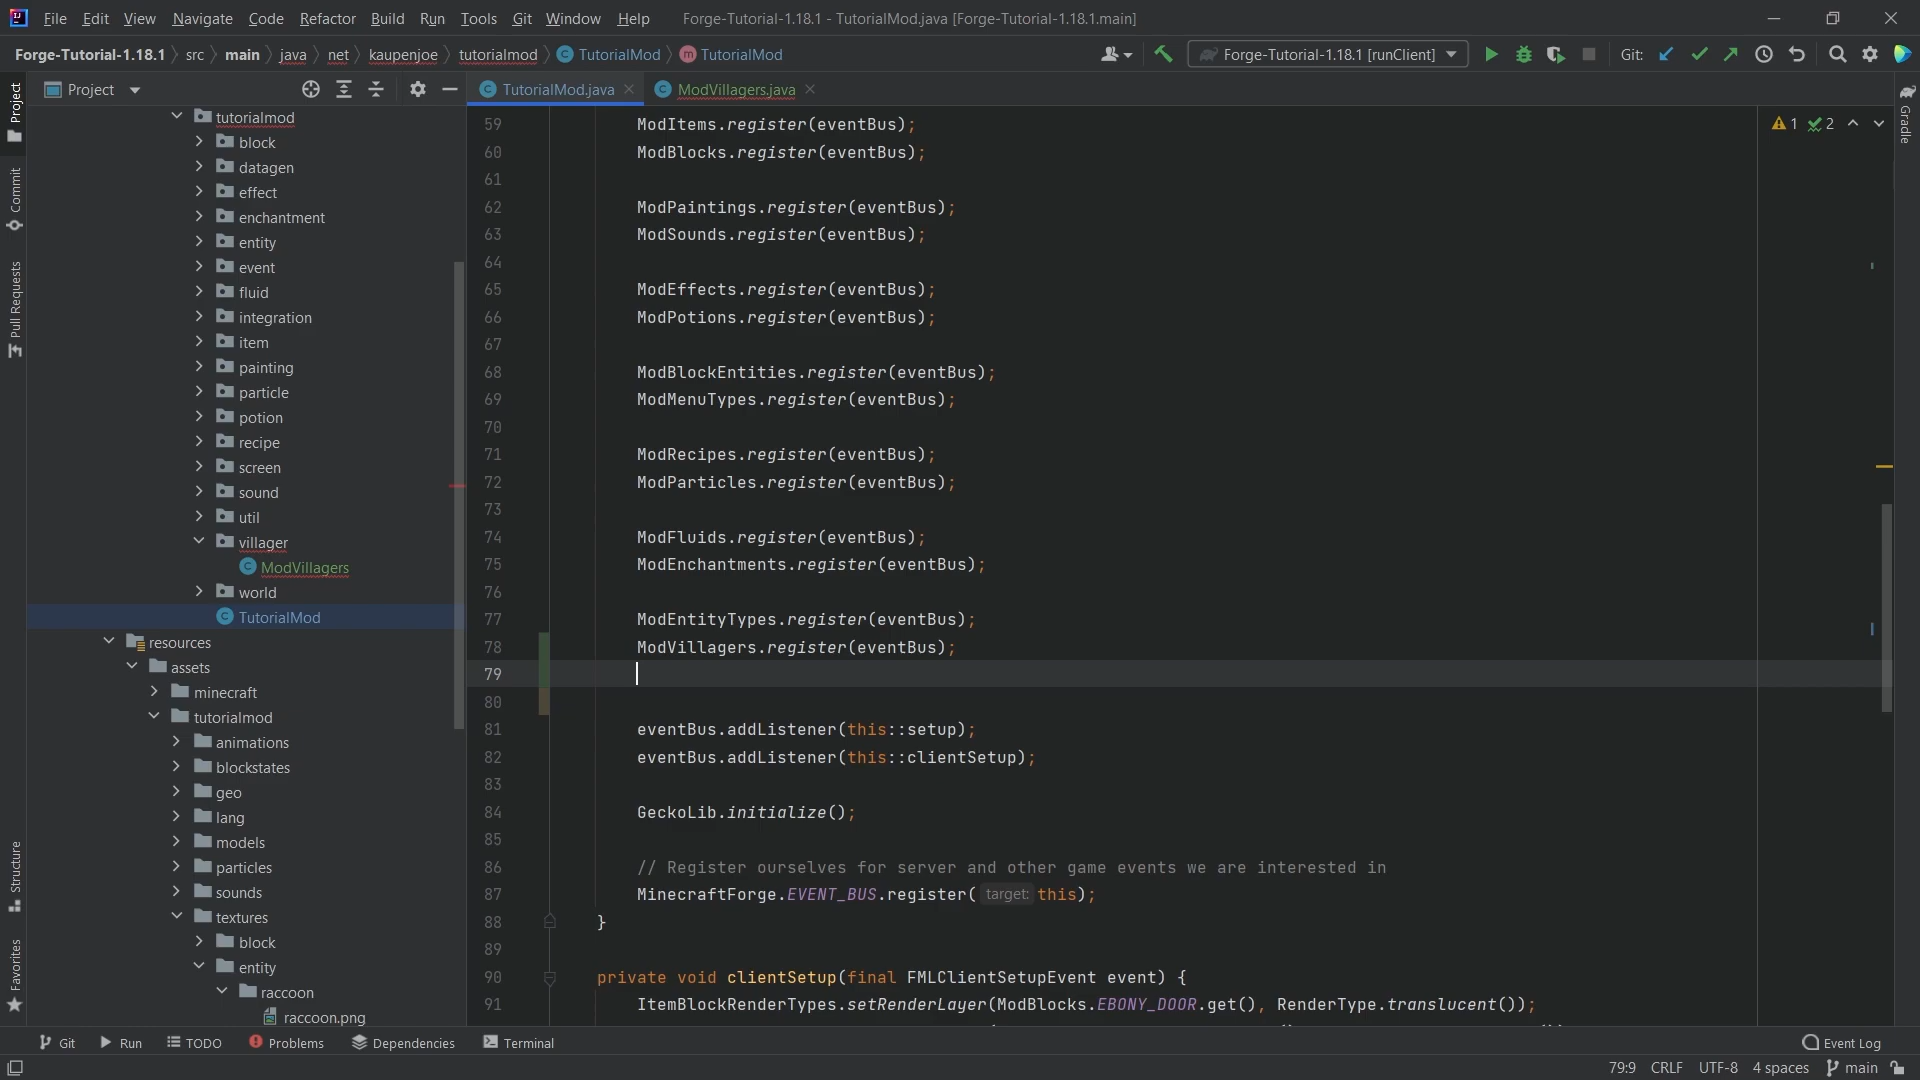 File Edit View Navigate Code Refactor Build Run Tools Git Window Help Forge-Tutorial-1.18.1 - TutorialMod.java [Forge-Tutorial-1.18.1.main]
Forge-Tutorial-1.18.1 src main java net kaupenjoe tutorialmod TutorialMod TutorialMod Forge-Tutorial-1.18.1 [runClient] Git:
Project TutorialMod.java ModVillagers.java
Project
Commit
Pull Requests
Structure
Favorites
Gradle
tutorialmod
block
datagen
effect
enchantment
entity
event
fluid
integration
item
painting
particle
potion
recipe
screen
sound
util
villager
ModVillagers
world
TutorialMod
resources
assets
minecraft
tutorialmod
animations
blockstates
geo
lang
models
particles
sounds
textures
block
entity
raccoon
raccoon.png
1 2
59 ModItems.register(eventBus);
60 ModBlocks.register(eventBus);
61
62 ModPaintings.register(eventBus);
63 ModSounds.register(eventBus);
64
65 ModEffects.register(eventBus);
66 ModPotions.register(eventBus);
67
68 ModBlockEntities.register(eventBus);
69 ModMenuTypes.register(eventBus);
70
71 ModRecipes.register(eventBus);
72 ModParticles.register(eventBus);
73
74 ModFluids.register(eventBus);
75 ModEnchantments.register(eventBus);
76
77 ModEntityTypes.register(eventBus);
78 ModVillagers.register(eventBus);
79
80
81 eventBus.addListener(this::setup);
82 eventBus.addListener(this::clientSetup);
83
84 GeckoLib.initialize();
85
86 // Register ourselves for server and other game events we are interested in
87 MinecraftForge.EVENT_BUS.register( target: this);
88 }
89
90 private void clientSetup(final FMLClientSetupEvent event) {
91 ItemBlockRenderTypes.setRenderLayer(ModBlocks.EBONY_DOOR.get(), RenderType.translucent());
Git Run TODO Problems Dependencies Terminal Event Log
79:9 CRLF UTF-8 4 spaces main